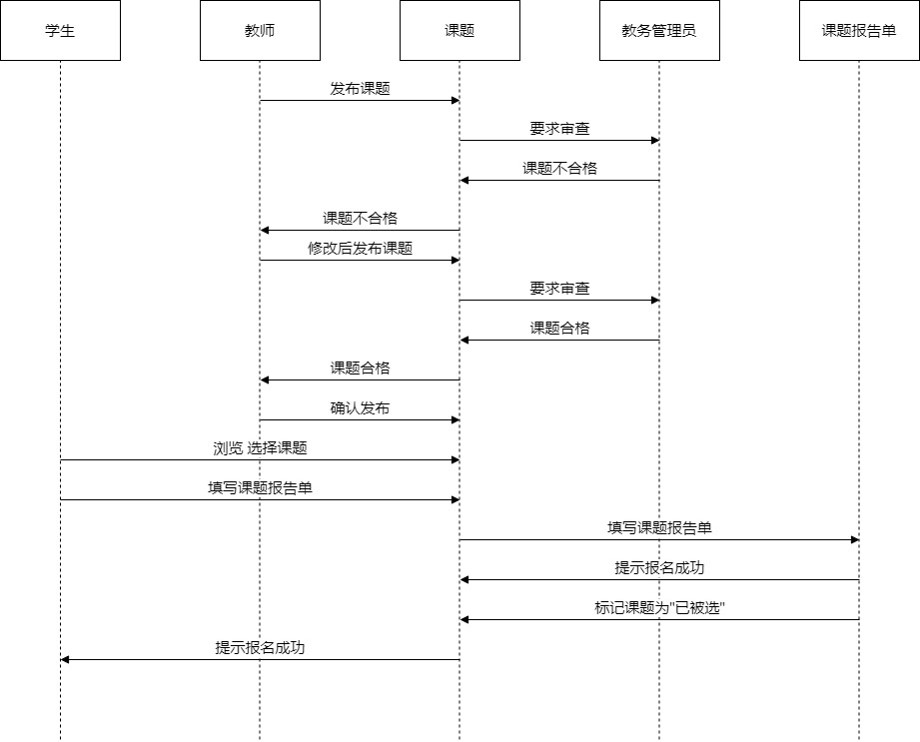 学生
教师
课题
教务管理员
课题报告单
发布课题
要求审查
课题不合格
课题不合格
修改后发布课题
要求审查
课题合格
课题合格
确认发布
浏览 选择课题
填写课题报告单
填写课题报告单
提示报名成功
标记课题为"已被选"
提示报名成功